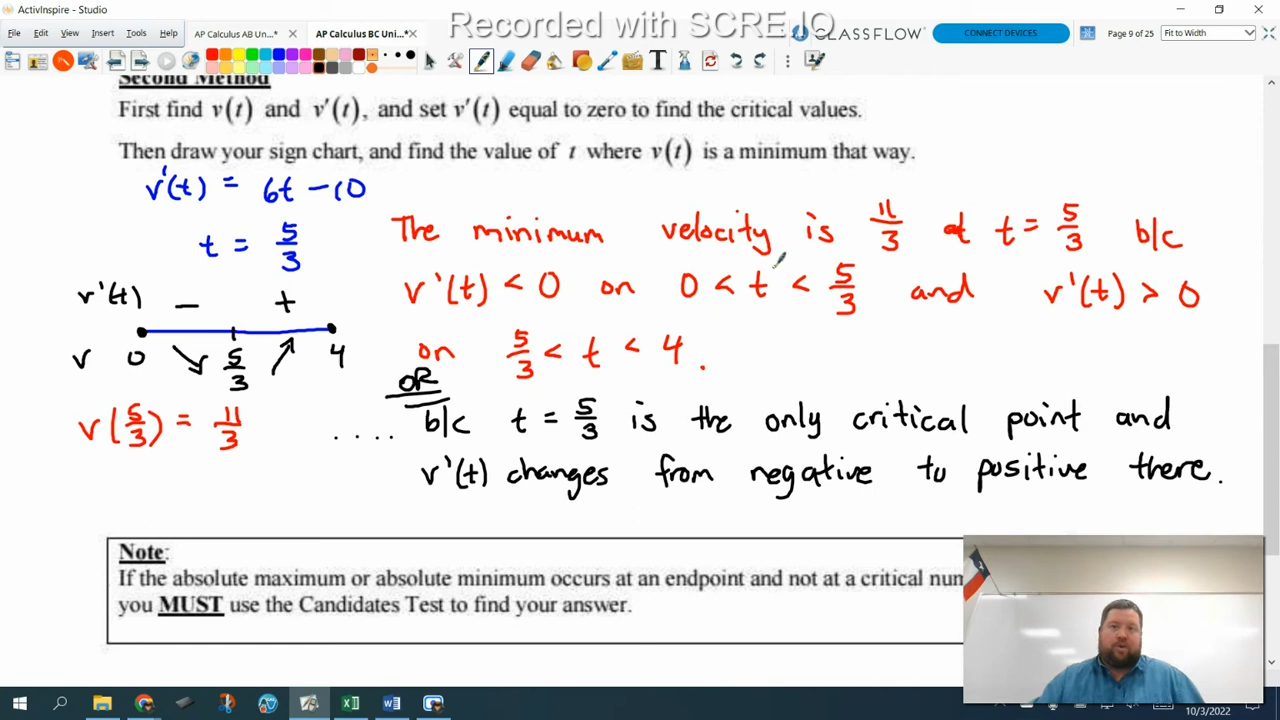 ActivInspire - Studio
Recorded with SCRE.IO
File Edit View Insert Tools Help
AP Calculus AB Un...*
AP Calculus BC Uni...*
CLASSFLOW
CONNECT DEVICES
Page 9 of 25
Fit to Width
Second Method
First find v(t) and v'(t), and set v'(t) equal to zero to find the critical values.
Then draw your sign chart, and find the value of t where v(t) is a minimum that way.
v'(t) = 6t - 10
t = 5/3
v'(t) − +
v 0 5/3 4
v(5/3) = 11/3
The minimum velocity is 11/3 at t = 5/3 b/c
v'(t) < 0 on 0 < t < 5/3 and v'(t) > 0
on 5/3 < t < 4.
OR
.... b/c t = 5/3 is the only critical point and
v'(t) changes from negative to positive there.
Note:
If the absolute maximum or absolute minimum occurs at an endpoint and not at a critical num
you MUST use the Candidates Test to find your answer.
10/3/2022